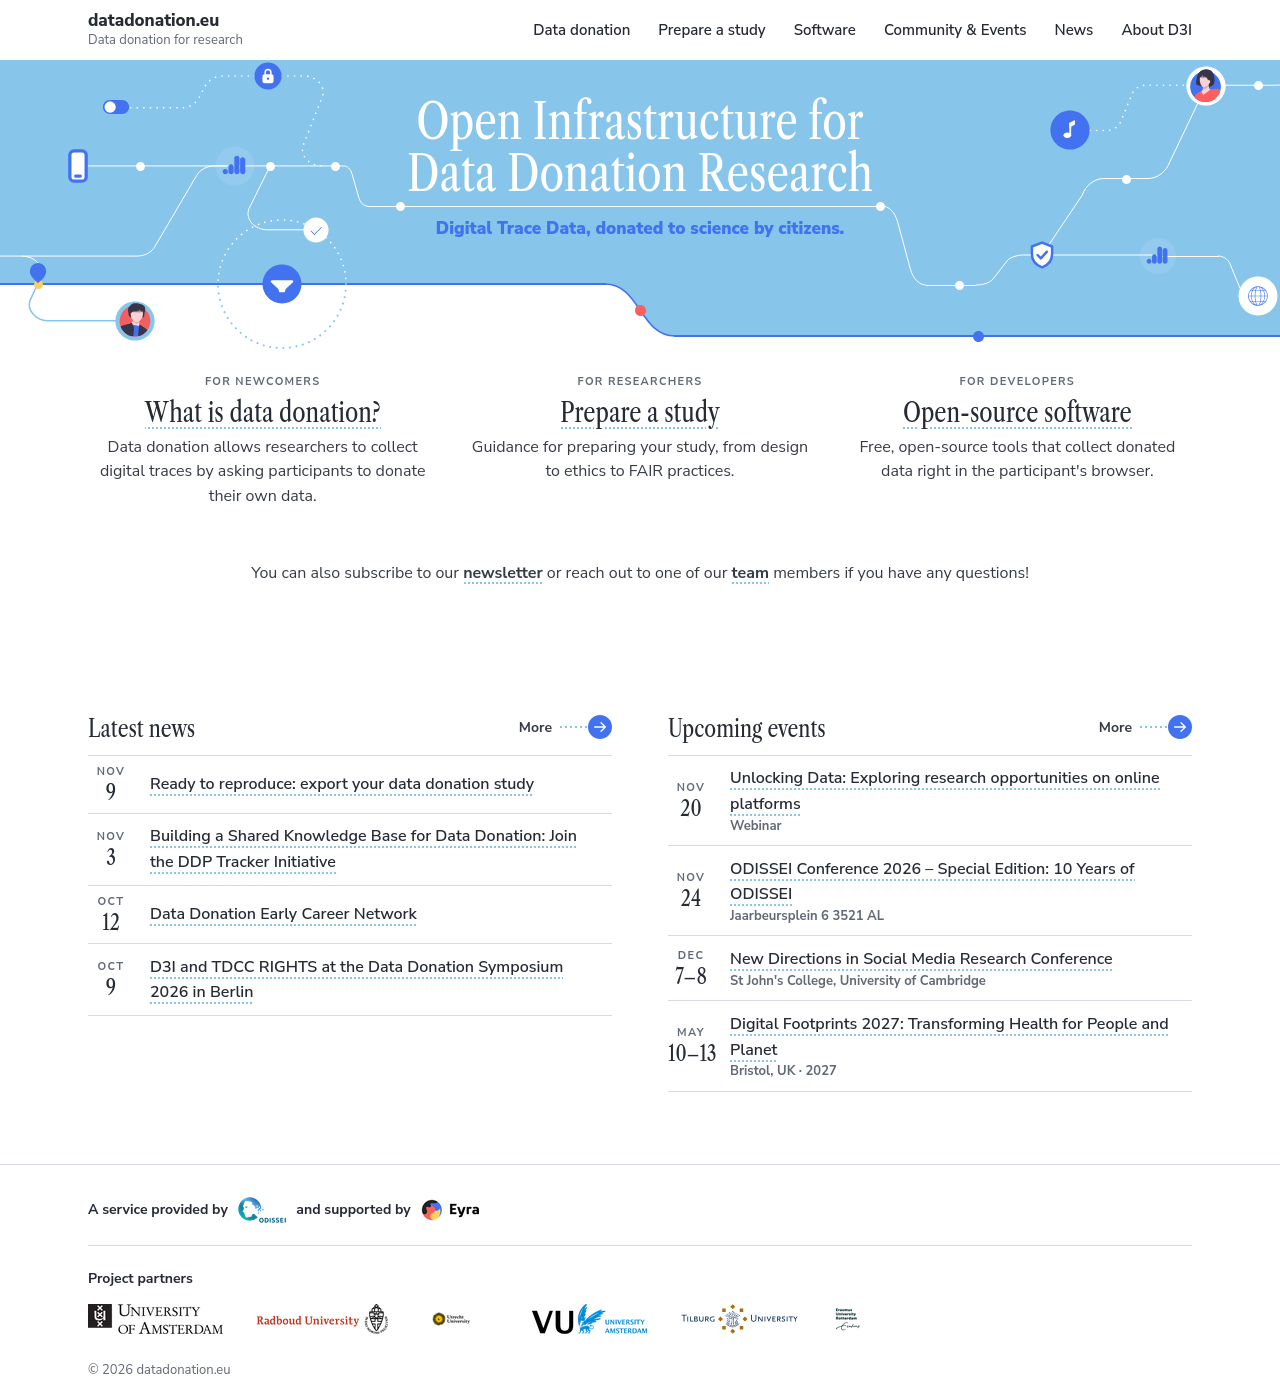 datadonation.eu
Data donation for research
Data donation
Prepare a study
Software
Community & Events
News
About D3I
Open Infrastructure for
Data Donation Research
Digital Trace Data, donated to science by citizens.
FOR NEWCOMERS
What is data donation?
Data donation allows researchers to collect
digital traces by asking participants to donate
their own data.
FOR RESEARCHERS
Prepare a study
Guidance for preparing your study, from design
to ethics to FAIR practices.
FOR DEVELOPERS
Open-source software
Free, open-source tools that collect donated
data right in the participant's browser.
You can also subscribe to our newsletter or reach out to one of our team members if you have any questions!
Latest news
More
NOV
9
Ready to reproduce: export your data donation study
NOV
3
Building a Shared Knowledge Base for Data Donation: Join
the DDP Tracker Initiative
OCT
12
Data Donation Early Career Network
OCT
9
D3I and TDCC RIGHTS at the Data Donation Symposium
2026 in Berlin
Upcoming events
More
NOV
20
Unlocking Data: Exploring research opportunities on online
platforms
Webinar
NOV
24
ODISSEI Conference 2026 – Special Edition: 10 Years of
ODISSEI
Jaarbeursplein 6 3521 AL
DEC
7–8
New Directions in Social Media Research Conference
St John's College, University of Cambridge
MAY
10–13
Digital Footprints 2027: Transforming Health for People and
Planet
Bristol, UK · 2027
A service provided by ODISSEI and supported by Eyra
Project partners
UNIVERSITY
OF AMSTERDAM
Radboud University
Utrecht
University
VU UNIVERSITY
AMSTERDAM
TILBURG UNIVERSITY
Erasmus
University
Rotterdam
Erasmus
© 2026 datadonation.eu